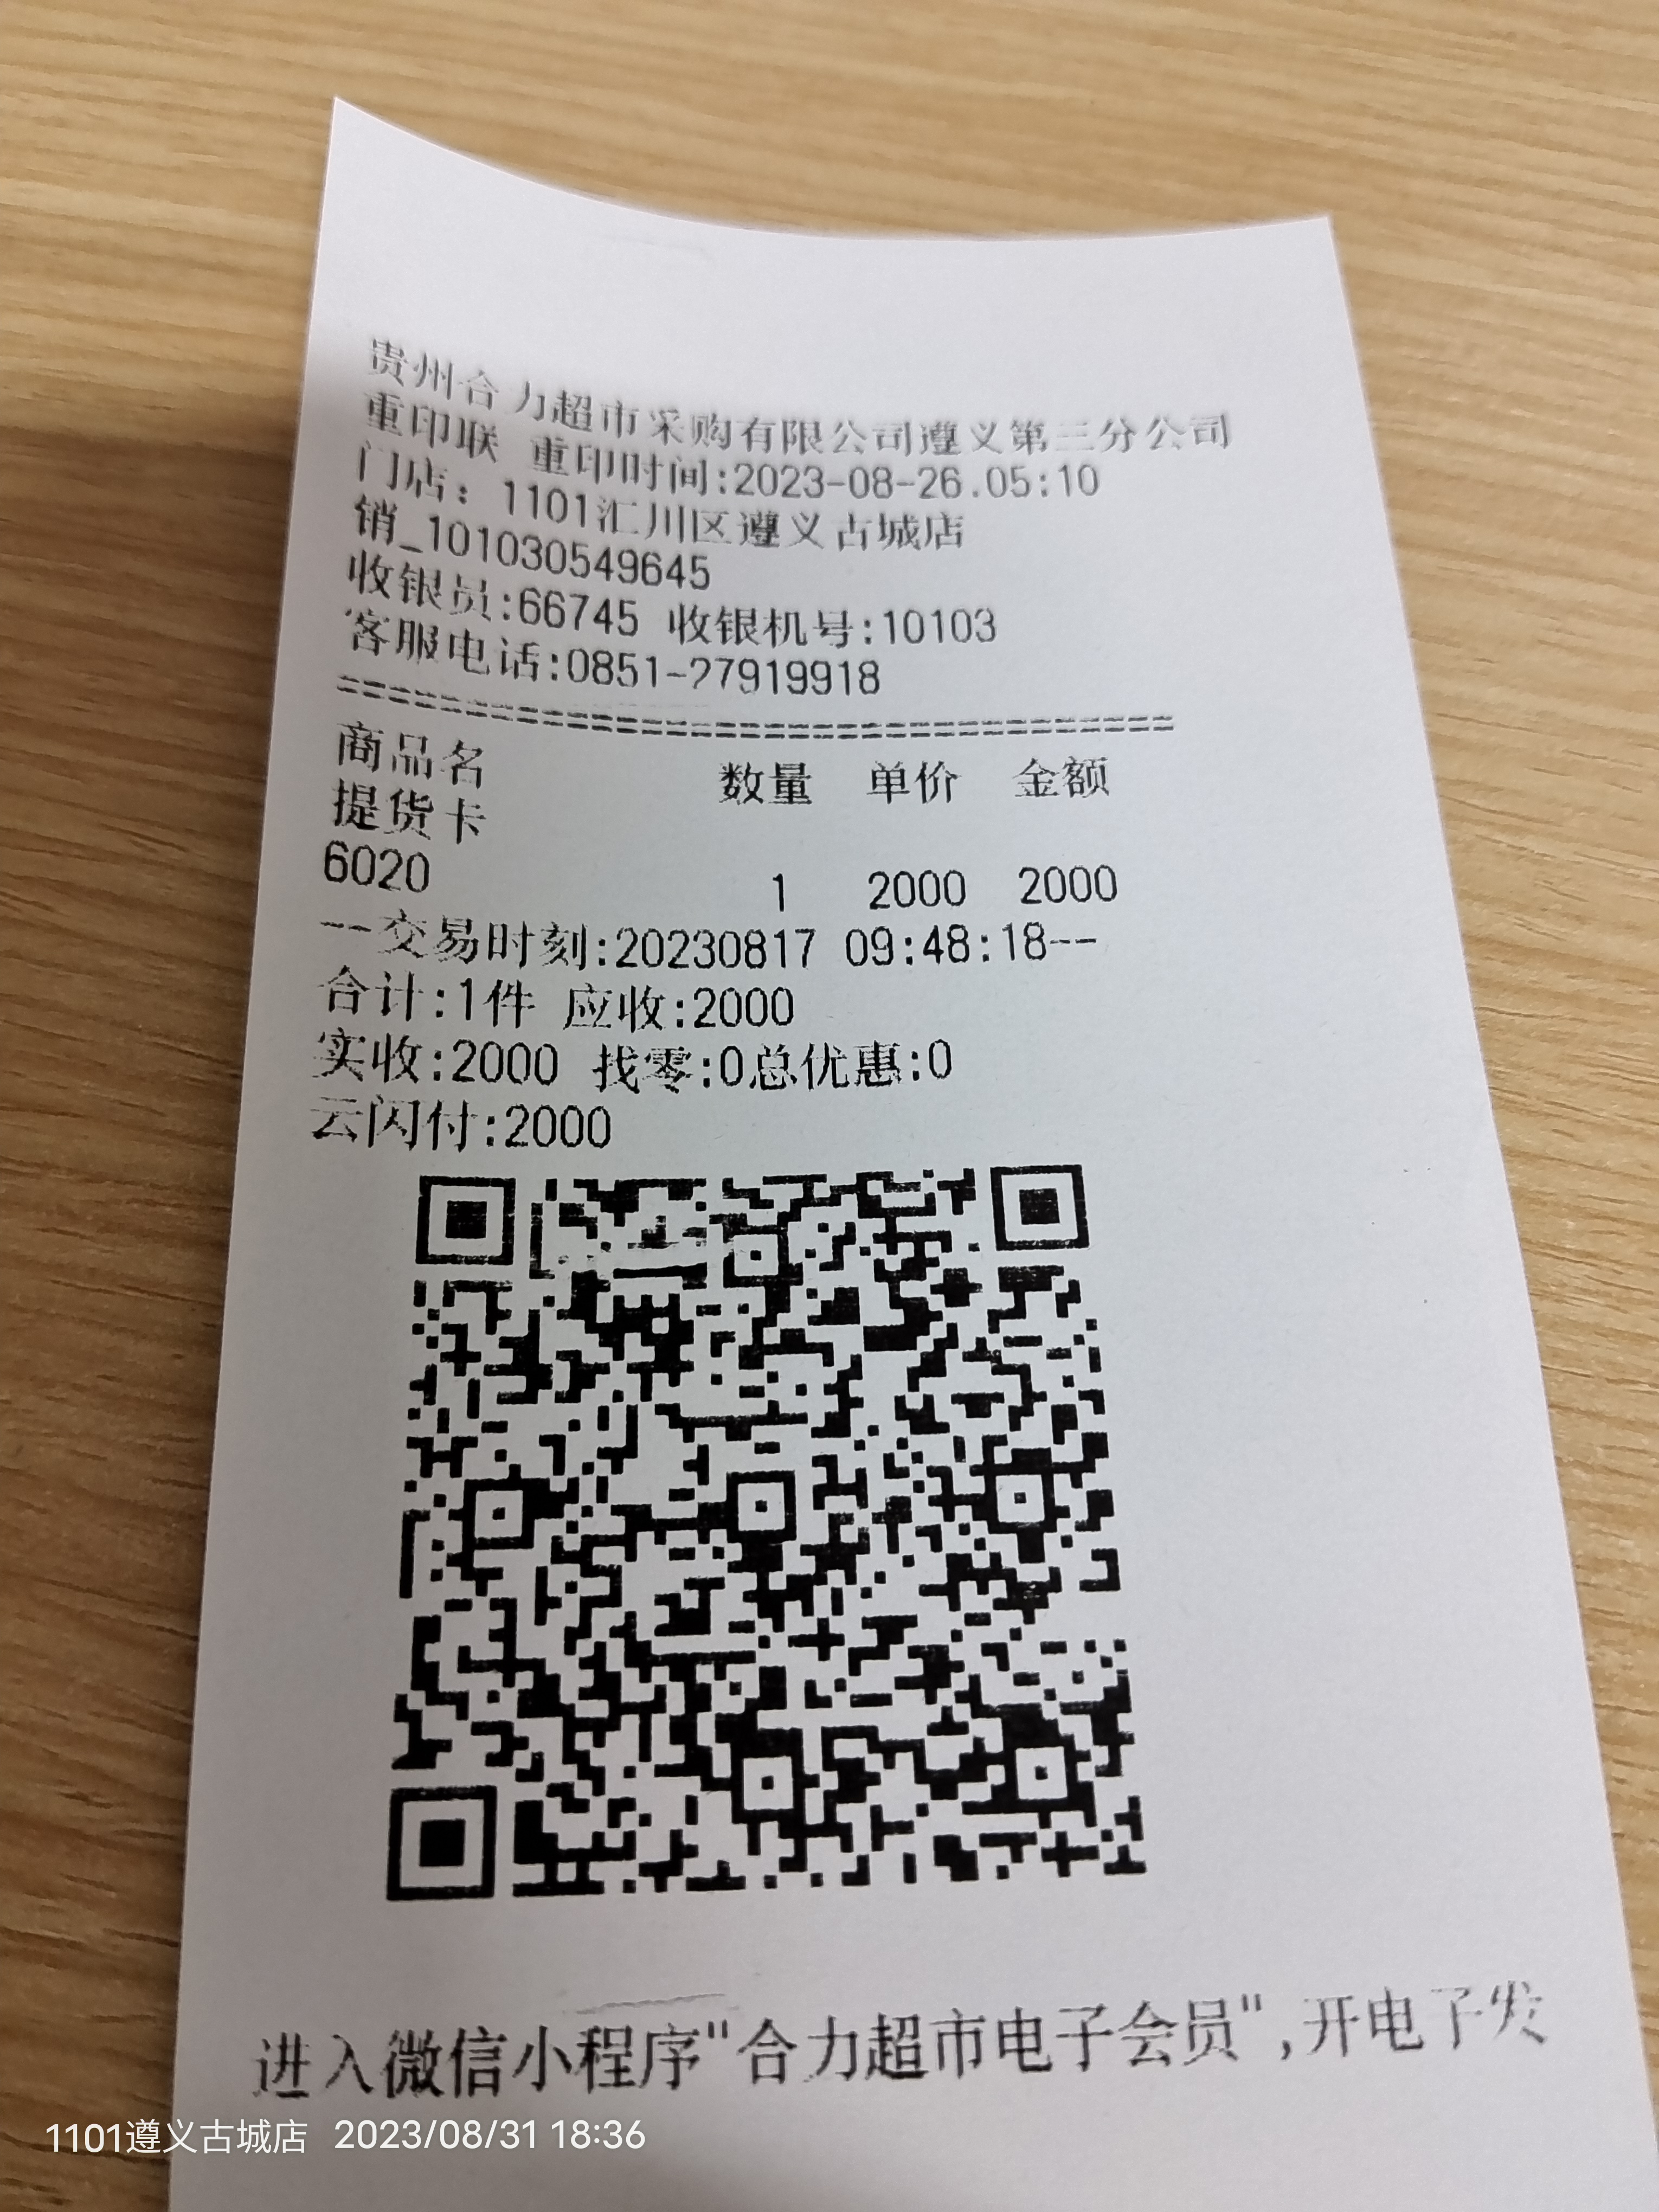 贵州合力超市采购有限公司遵义第三分公司
重印联 重印时间:2023-08-26.05:10
门店：1101汇川区遵义古城店
销_101030549645
收银员:66745 收银机号:10103
客服电话:0851-27919918
================================
商品名 数量 单价 金额
提货卡
6020 1 2000 2000
--交易时刻:20230817 09:48:18--
合计:1件 应收:2000
实收:2000 找零:0总优惠:0
云闪付:2000
进入微信小程序"合力超市电子会员",开电子发
1101遵义古城店 2023/08/31 18:36